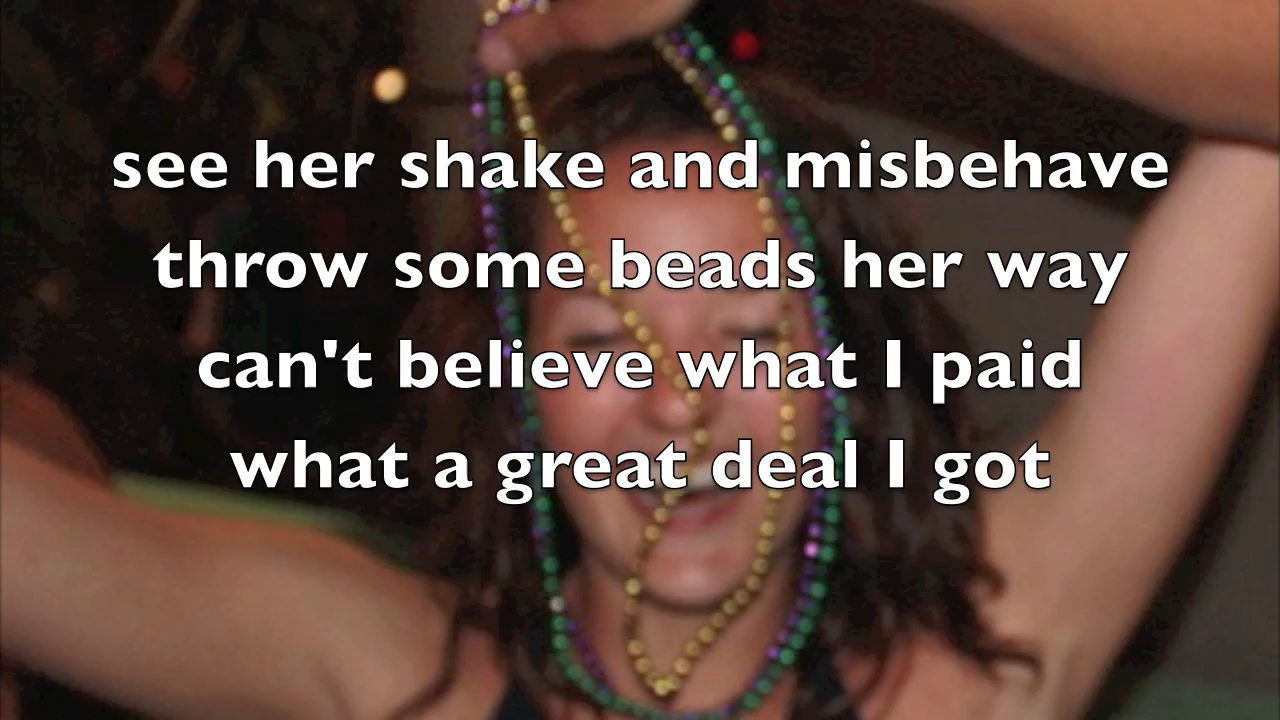 see her shake and misbehave
throw some beads her way
can't believe what I paid
what a great deal I got